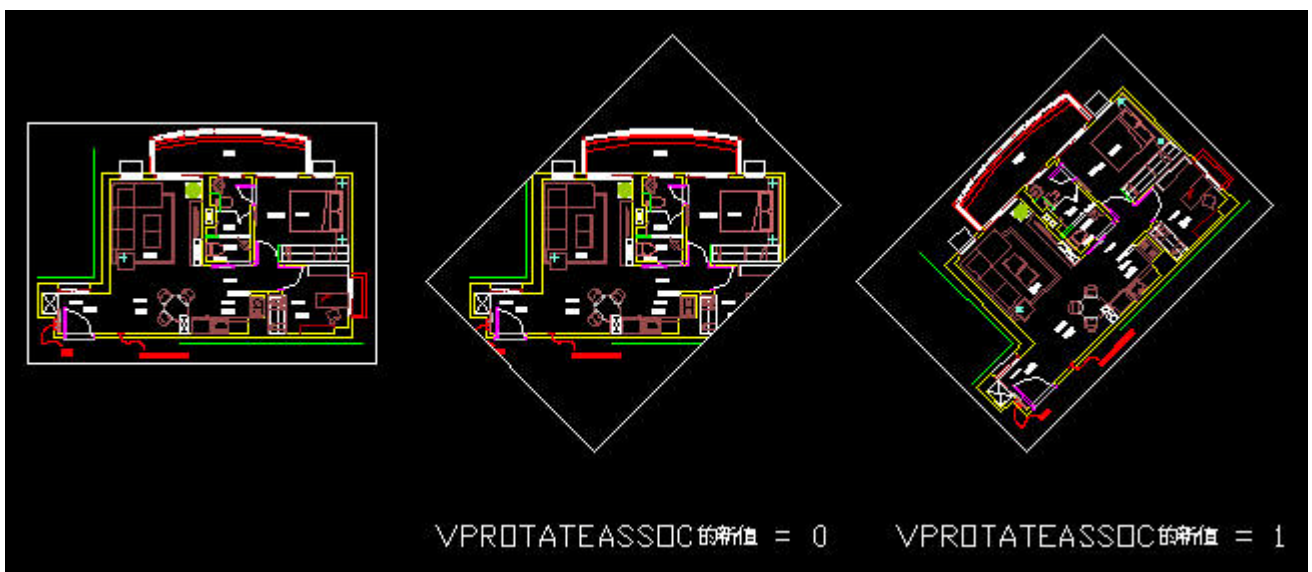 VPROTATEASSOC的新值 = 0
VPROTATEASSOC的新值 = 1